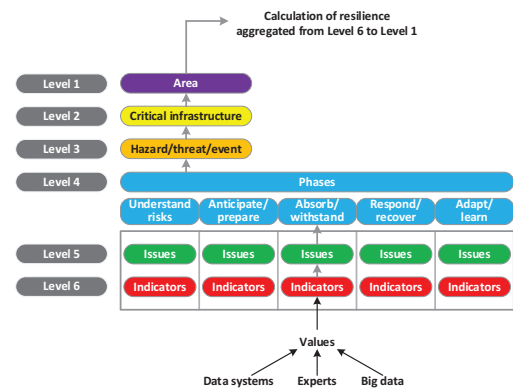 Calculation of resilience
aggregated from Level 6 to Level 1
Level 1
Area
Level 2
Critical infrastructure
Level 3
Hazard/threat/event
Level 4
Phases
Understand
risks
Anticipate/
prepare
Absorb/
withstand
Respond/
recover
Adapt/
learn
Level 5
Issues
Issues
Issues
Issues
Issues
Level 6
Indicators
Indicators
Indicators
Indicators
Indicators
Values
Data systems
Experts
Big data